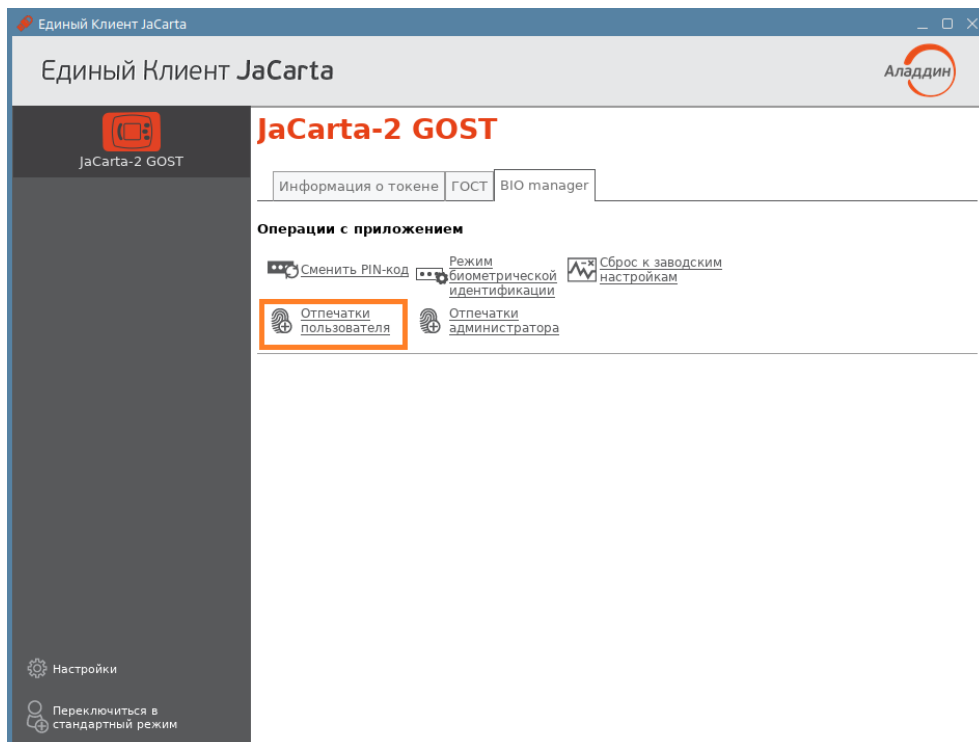 Единый Клиент JaCarta
Единый Клиент JaCarta
Аладдин
JaCarta-2 GOST
JaCarta-2 GOST
Информация о токене ГОСТ BIO manager
Операции с приложением
Сменить PIN-код
Режим
биометрической
идентификации
Сброс к заводским
настройкам
Отпечатки
пользователя
Отпечатки
администратора
Настройки
Переключиться в
стандартный режим